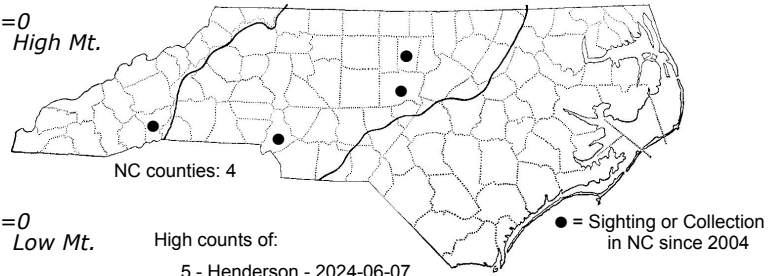 =0
High Mt.
NC counties: 4
=0
Low Mt.
High counts of:
5 - Henderson - 2024-06-07
● = Sighting or Collection
in NC since 2004